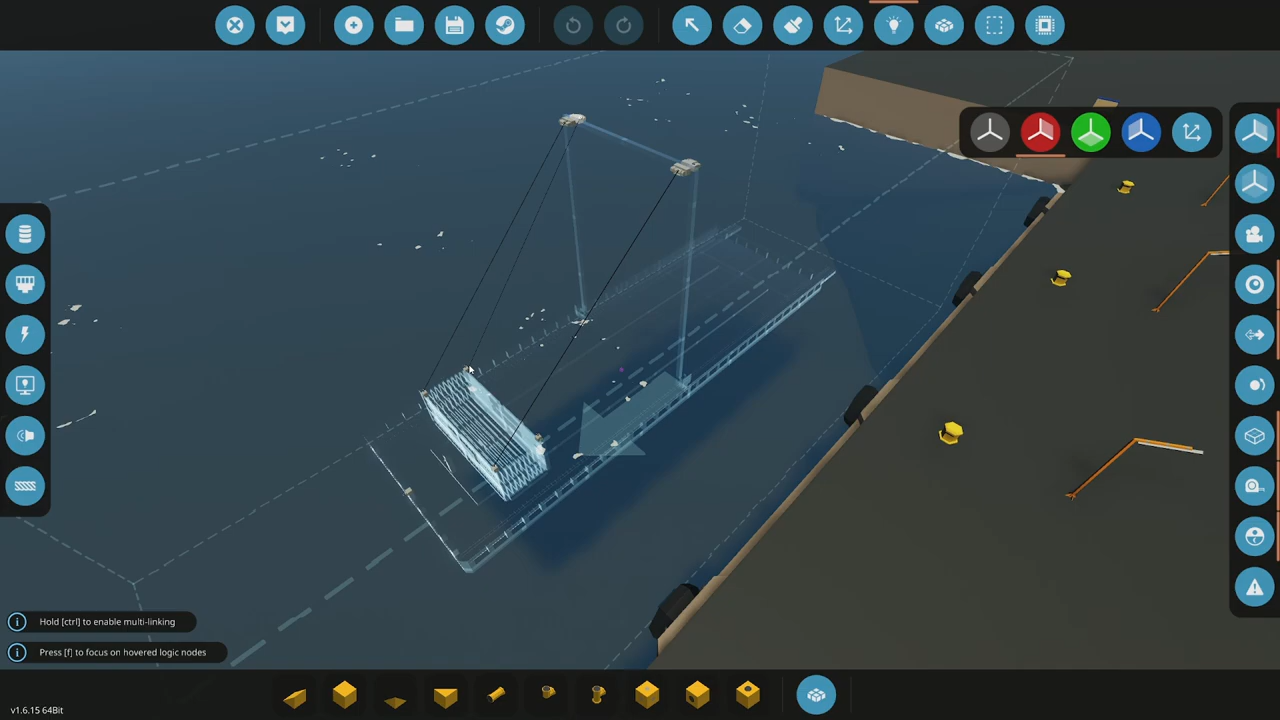 Hold [ctrl] to enable multi-linking
Press [f] to focus on hovered logic nodes
v1.6.15 64Bit